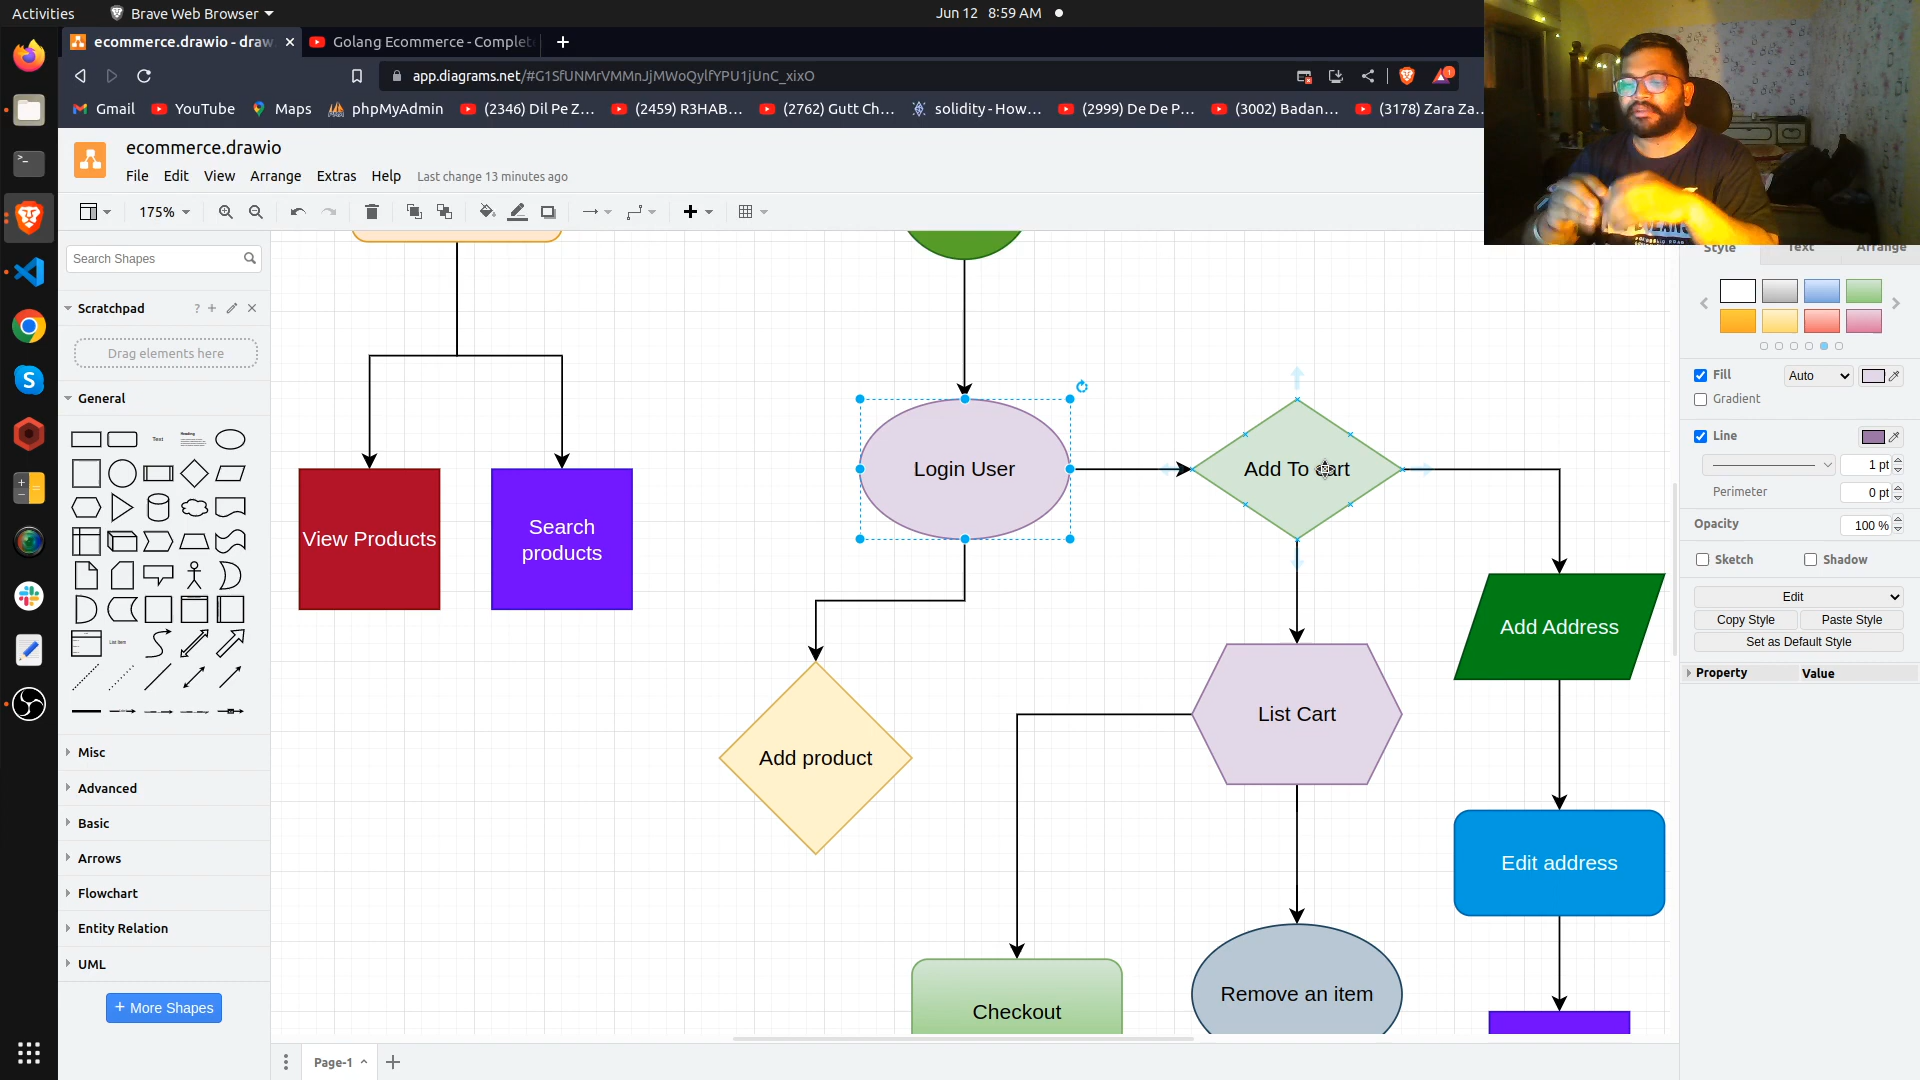 Activities
Brave Web Browser
Jun 12 8:59 AM
ecommerce.drawio - draw
Golang Ecommerce - Complet
app.diagrams.net/#G1SfUNMrVMMnJjMWoQylfYPU1jUnC_xixO
1
Gmail
YouTube
Maps
phpMyAdmin
(2346) Dil Pe Z...
(2459) R3HAB...
(2762) Gutt Ch...
solidity - How...
(2999) De De P...
(3002) Badan...
(3178) Zara Za...
ecommerce.drawio
File Edit View Arrange Extras Help Last change 13 minutes ago
175%
Search Shapes
Scratchpad
?
Drag elements here
General
Text
Heading
List Item
Misc
Advanced
Basic
Arrows
Flowchart
Entity Relation
UML
+ More Shapes
Login User
Add To Cart
View Products
Search
products
Add Address
List Cart
Add product
Edit address
Remove an item
Checkout
Page-1
Style Text Arrange
Fill Auto
Gradient
Line
1 pt
Perimeter 0 pt
Opacity 100 %
Sketch Shadow
Edit
Copy Style Paste Style
Set as Default Style
Property Value